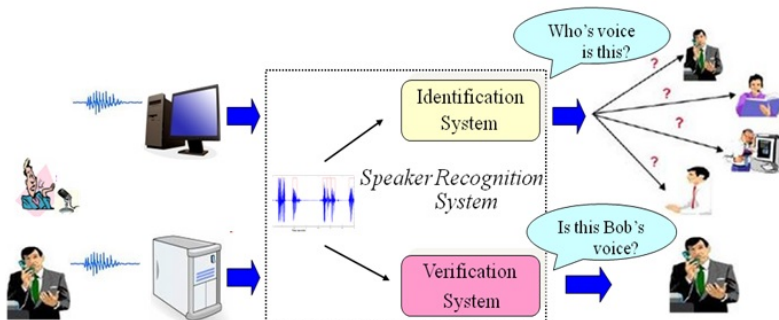 Who's voice
is this?
?
?
?
?
Identification
System
Speaker Recognition
System
Is this Bob's
voice?
Verification
System